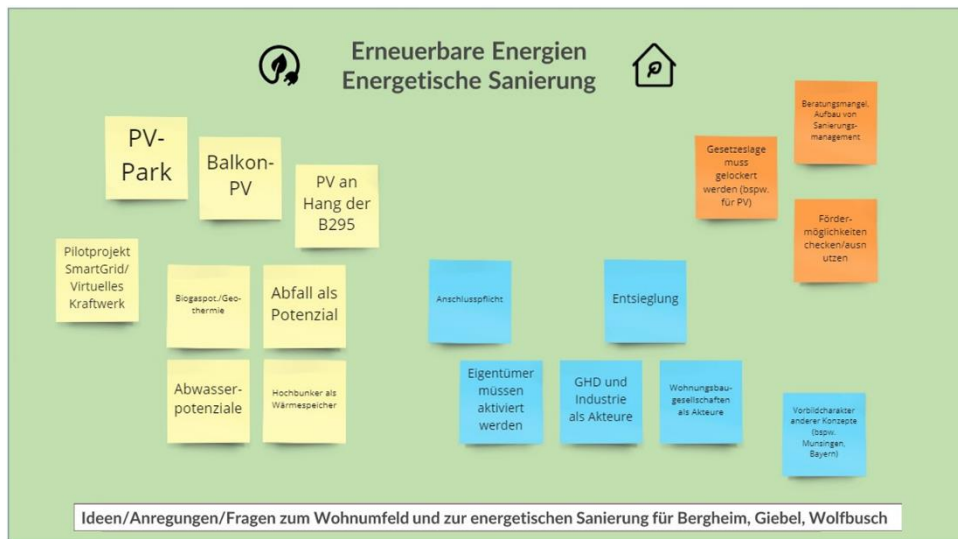 Erneuerbare Energien
Energetische Sanierung
PV-
Park
Balkon-
PV
PV an
Hang der
B295
Pilotprojekt
SmartGrid/
Virtuelles
Kraftwerk
Biogaspot./Geo-
thermie
Abfall als
Potenzial
Abwasser-
potenziale
Hochbunker als
Wärmespeicher
Anschlusspflicht
Entsieglung
Eigentümer
müssen
aktiviert
werden
GHD und
Industrie
als Akteure
Wohnungsbau-
gesellschaften
als Akteure
Beratungsmangel,
Aufbau von
Sanierungs-
management
Gesetzeslage
muss
gelockert
werden (bspw.
für PV)
Förder-
möglichkeiten
checken/ausn
utzen
Vorbildcharakter
anderer Konzepte
(bspw.
Munsingen,
Bayern)
Ideen/Anregungen/Fragen zum Wohnumfeld und zur energetischen Sanierung für Bergheim, Giebel, Wolfbusch